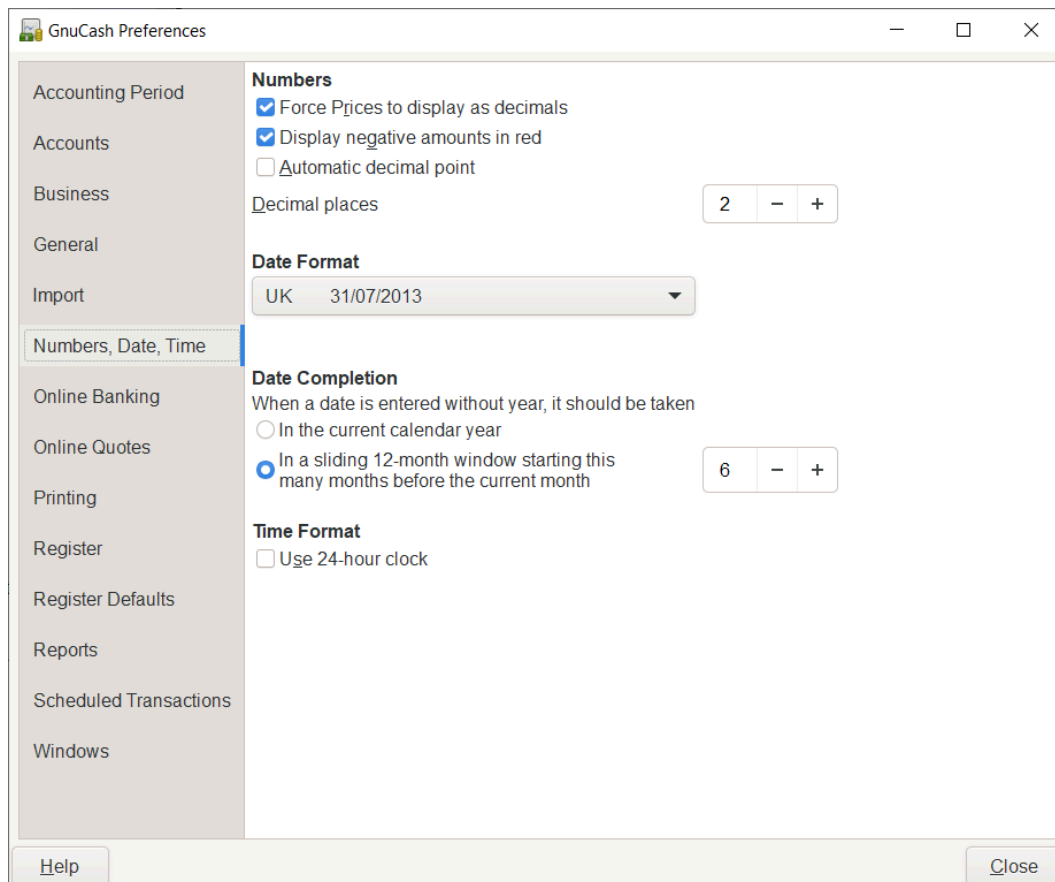 GnuCash Preferences
Accounting Period
Accounts
Business
General
Import
Numbers, Date, Time
Online Banking
Online Quotes
Printing
Register
Register Defaults
Reports
Scheduled Transactions
Windows
Numbers
Force Prices to display as decimals
Display negative amounts in red
Automatic decimal point
Decimal places 2 − +
Date Format
UK 31/07/2013
Date Completion
When a date is entered without year, it should be taken
In the current calendar year
In a sliding 12-month window starting this
many months before the current month
6 − +
Time Format
Use 24-hour clock
Help
Close